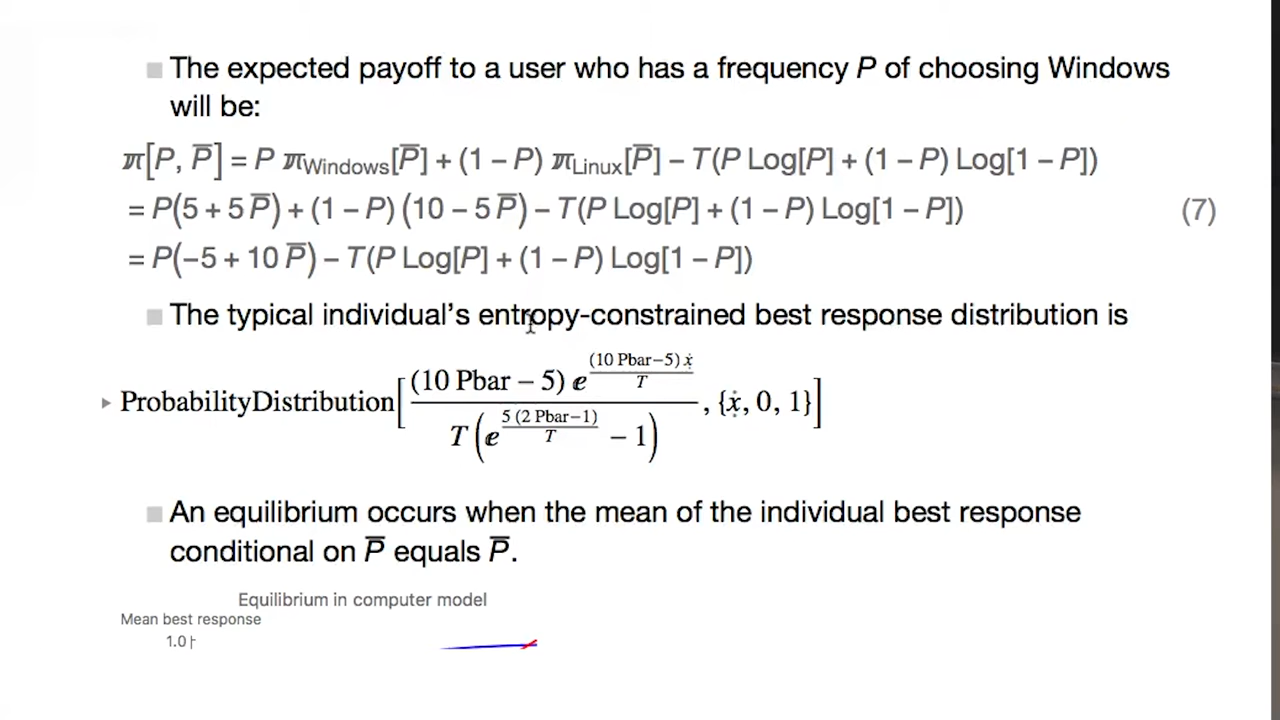 The expected payoff to a user who has a frequency P of choosing Windows
will be:
π[P, P̅] = P π_Windows[P̅] + (1 – P) π_Linux[P̅] – T(P Log[P] + (1 – P) Log[1 – P])
= P(5 + 5 P̅) + (1 – P) (10 – 5 P̅) – T(P Log[P] + (1 – P) Log[1 – P]) (7)
= P(–5 + 10 P̅) – T(P Log[P] + (1 – P) Log[1 – P])
The typical individual's entropy-constrained best response distribution is
ProbabilityDistribution[((10 Pbar – 5) e^((10 Pbar–5) ẋ / T)) / (T (e^(5 (2 Pbar–1) / T) – 1)), {ẋ, 0, 1}]
An equilibrium occurs when the mean of the individual best response
conditional on P̅ equals P̅.
Equilibrium in computer model
Mean best response
1.0